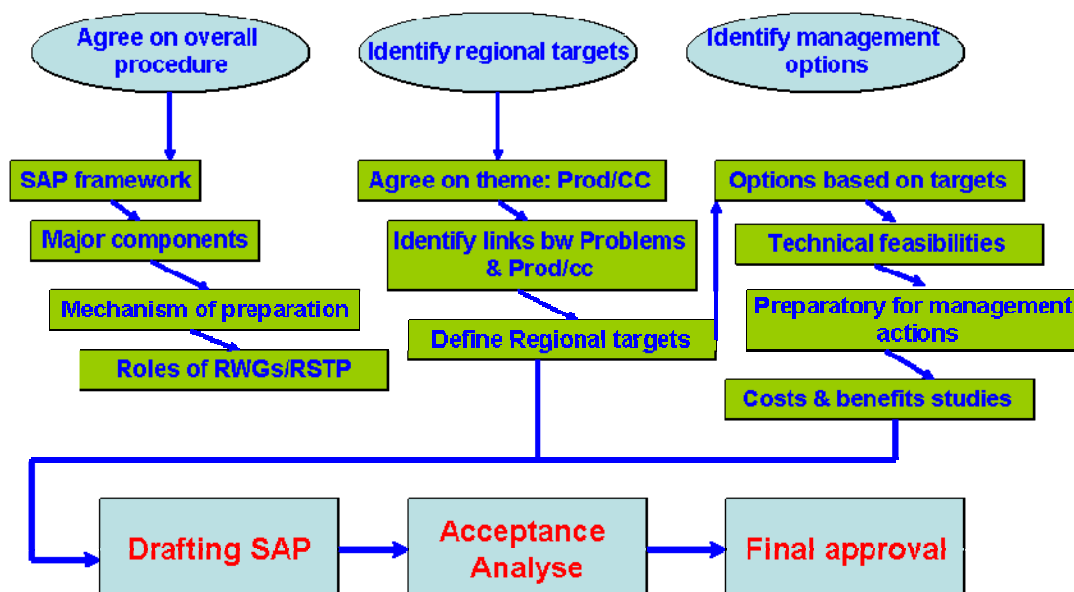 Agree on overall
procedure
Identify regional targets
Identify management
options
SAP framework
Major components
Mechanism of preparation
Roles of RWGs/RSTP
Agree on theme: Prod/CC
Identify links bw Problems
& Prod/cc
Define Regional targets
Options based on targets
Technical feasibilities
Preparatory for management
actions
Costs & benefits studies
Drafting SAP
Acceptance
Analyse
Final approval